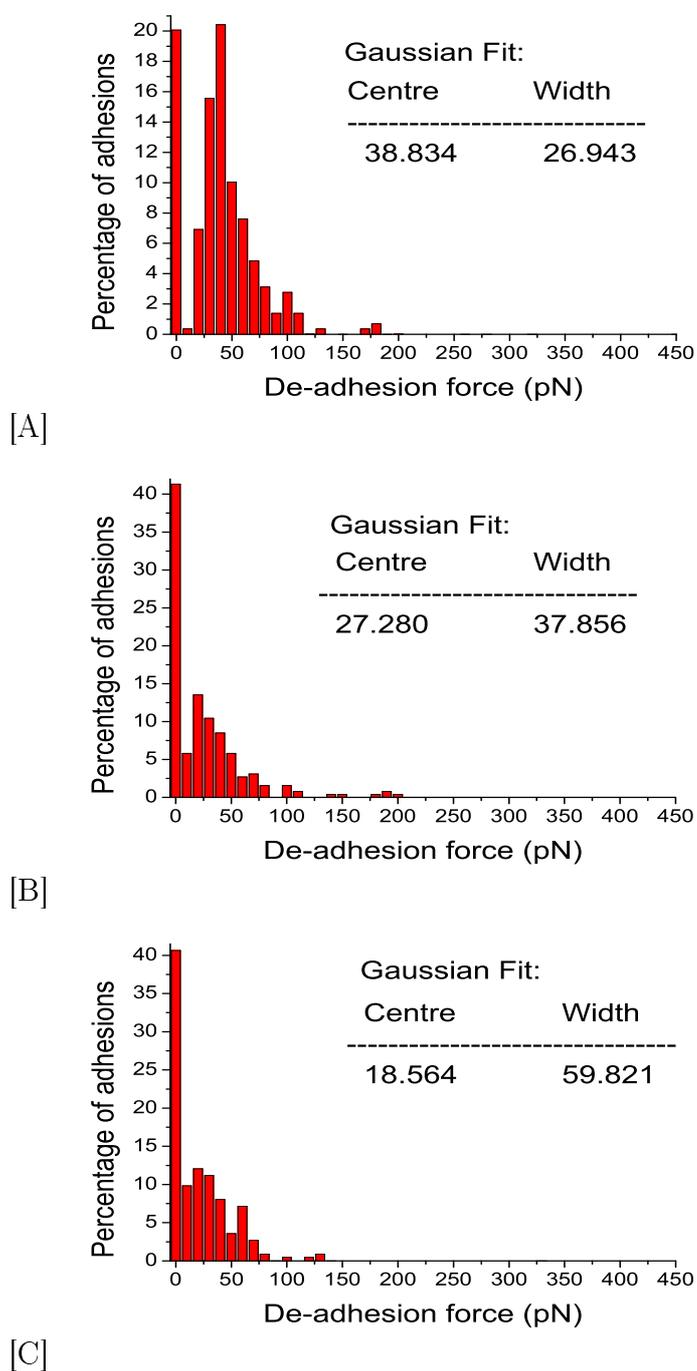 20
18
16
14
12
10
8
6
4
2
0
Percentage of adhesions
Gaussian Fit:
Centre Width
------------------------------
38.834 26.943
0 50 100 150 200 250 300 350 400 450
De-adhesion force (pN)
[A]
40
35
30
25
20
15
10
5
0
Percentage of adhesions
Gaussian Fit:
Centre Width
--------------------------------
27.280 37.856
0 50 100 150 200 250 300 350 400 450
De-adhesion force (pN)
[B]
40
35
30
25
20
15
10
5
0
Percentage of adhesions
Gaussian Fit:
Centre Width
---------------------------------
18.564 59.821
0 50 100 150 200 250 300 350 400 450
De-adhesion force (pN)
[C]